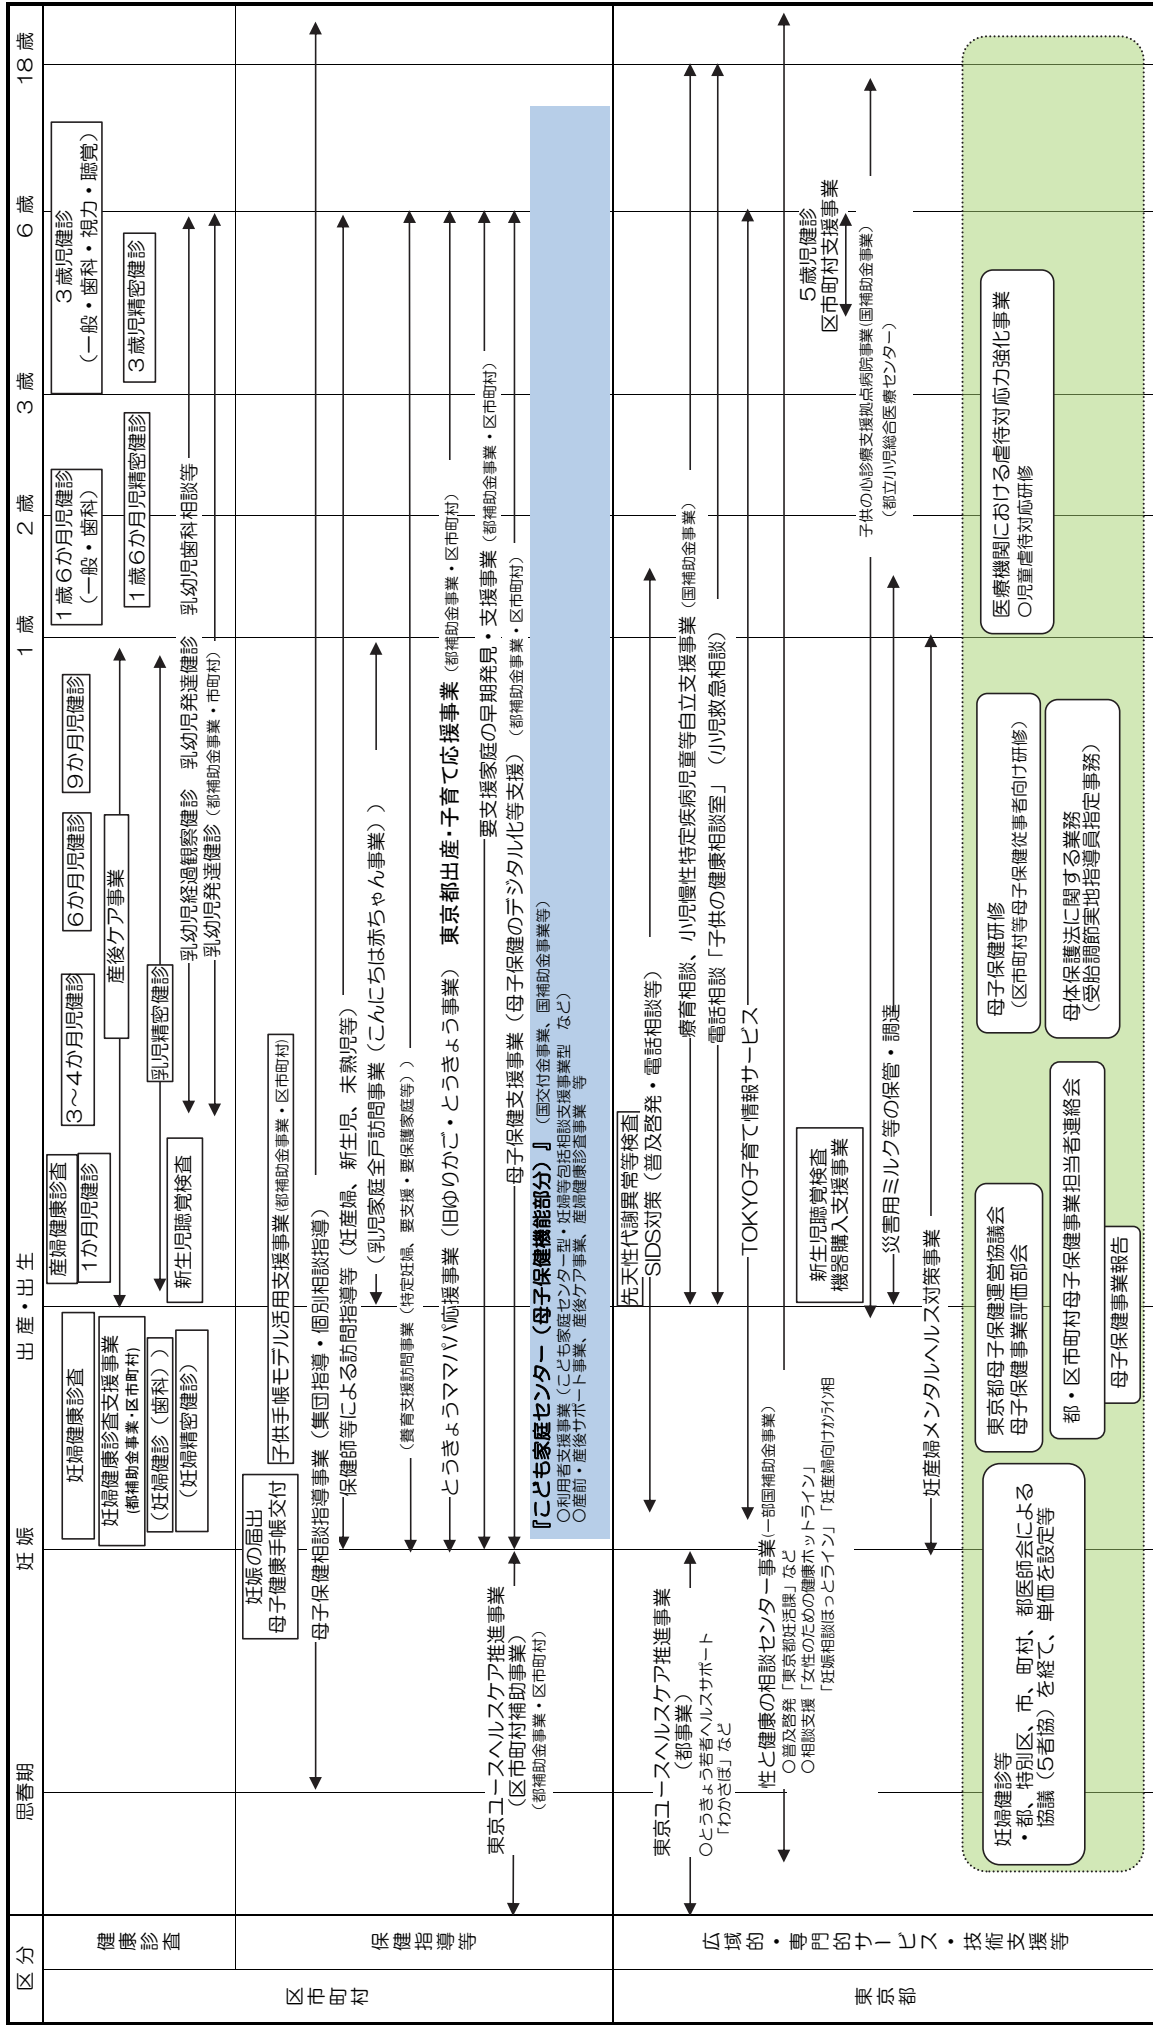 区分
思春期
妊娠
出産・出生
1歳
2歳
3歳
6歳
18歳
区市町村
健康診査
妊婦健康診査
妊婦健康診査支援事業
(都補助金事業・区市町村)
(妊婦健診（歯科）)
(妊婦精密健診)
産婦健康診査
1か月児健診
新生児聴覚検査
3～4か月児健診
6か月児健診
9か月児健診
産後ケア事業
乳児精密健診
乳幼児経過観察健診 乳幼児発達健診 乳幼児歯科相談等
乳幼児発達健診（都補助金事業・市町村）
1歳6か月児健診
（一般・歯科）
1歳6か月児精密健診
3歳児健診
（一般・歯科・視力・聴覚）
3歳児精密健診
保健指導等
妊娠の届出
母子健康手帳交付
子供手帳モデル活用支援事業(都補助金事業・区市町村)
母子保健相談指導事業（集団指導・個別相談指導）
保健師等による訪問指導等（妊産婦、新生児、未熟児等）
（乳児家庭全戸訪問事業（こんにちは赤ちゃん事業））
（養育支援訪問事業（特定妊婦、要支援・要保護家庭等））
とうきょうママパパ応援事業（旧ゆりかご・とうきょう事業） 東京都出産・子育て応援事業（都補助金事業・区市町村）
要支援家庭の早期発見・支援事業（都補助金事業・区市町村）
母子保健支援事業（母子保健のデジタル化等支援）（都補助金事業・区市町村）
東京ユースヘルスケア推進事業
（区市町村補助事業）
（都補助金事業・区市町村）
『こども家庭センター（母子保健機能部分）』（国交付金事業、国補助金事業等）
○利用者支援事業（こども家庭センター型・妊婦等包括相談支援事業型 など）
○産前・産後サポート事業、産後ケア事業、産婦健康診査事業 等
東京都
広域的・専門的サービス・技術支援等
先天性代謝異常等検査
SIDS対策（普及啓発・電話相談等）
東京ユースヘルスケア推進事業
（都事業）
○とうきょう若者ヘルスサポート
「わかさぽ」など
療育相談、小児慢性特定疾病児童等自立支援事業（国補助金事業）
電話相談「子供の健康相談室」（小児救急相談）
TOKYO子育て情報サービス
性と健康の相談センター事業(一部国補助金事業)
○普及啓発「東京都妊活課」など
○相談支援「女性のための健康ホットライン」
「妊娠相談ほっとライン」「妊産婦向けオンライン相
新生児聴覚検査
機器購入支援事業
5歳児健診
区市町村支援事業
子供の心診療支援拠点病院事業(国補助金事業)
（都立小児総合医療センター）
災害用ミルク等の保管・調達
妊産婦メンタルヘルス対策事業
妊婦健診等
・都、特別区、市、町村、都医師会による
協議（5者協）を経て、単価を設定等
東京都母子保健運営協議会
母子保健事業評価部会
都・区市町村母子保健事業担当者連絡会
母子保健事業報告
母子保健研修
（区市町村等母子保健従事者向け研修）
母体保護法に関する業務
（受胎調節実地指導員指定事務）
医療機関における虐待対応力強化事業
○児童虐待対応研修